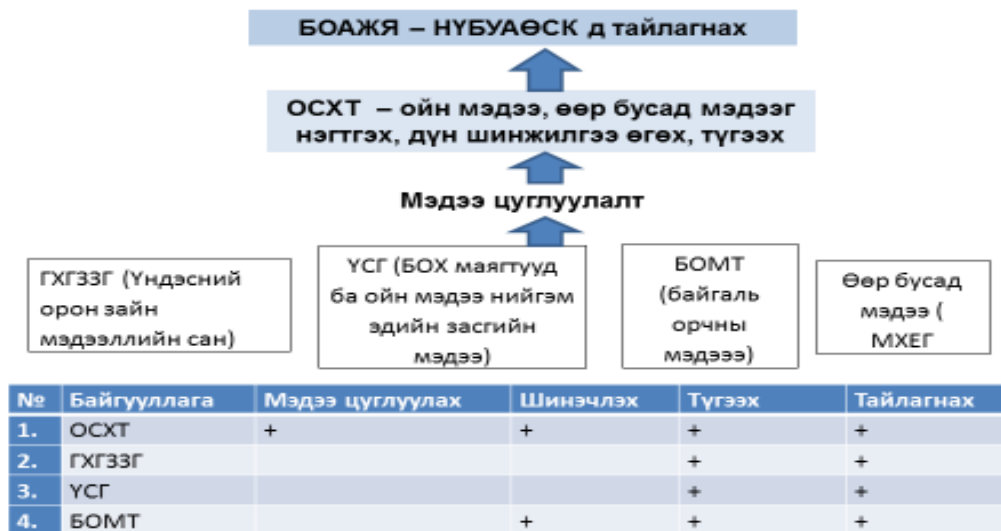 БОАЖЯ – НҮБУАӨСК д тайлагнах
ОСХТ – ойн мэдээ, өөр бусад мэдээг
нэгтгэх, дүн шинжилгээ өгөх, түгээх
Мэдээ цуглуулалт
ГХГЗЗГ (Үндэсний
орон зайн
мэдээллийн сан)
ҮСГ (БОХ маягтууд
ба ойн мэдээ нийгэм
эдийн засгийн
мэдээ)
БОМТ
(байгаль
орчны
мэдэээ)
Өөр бусад
мэдээ (
МХЕГ
№ Байгууллага Мэдээ цуглуулах Шинэчлэх Түгээх Тайлагнах
1. ОСХТ + + + +
2. ГХГЗЗГ + +
3. ҮСГ + +
4. БОМТ + + +